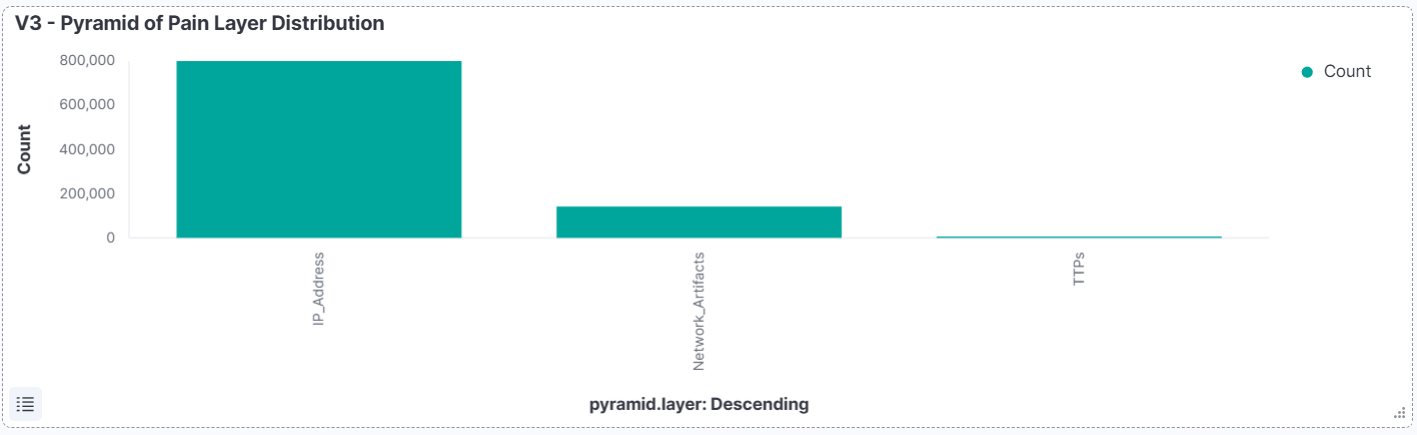 V3 - Pyramid of Pain Layer Distribution
800,000
600,000
400,000
200,000
0
Count
Count
IP_Address
Network_Artifacts
TTPs
pyramid.layer: Descending